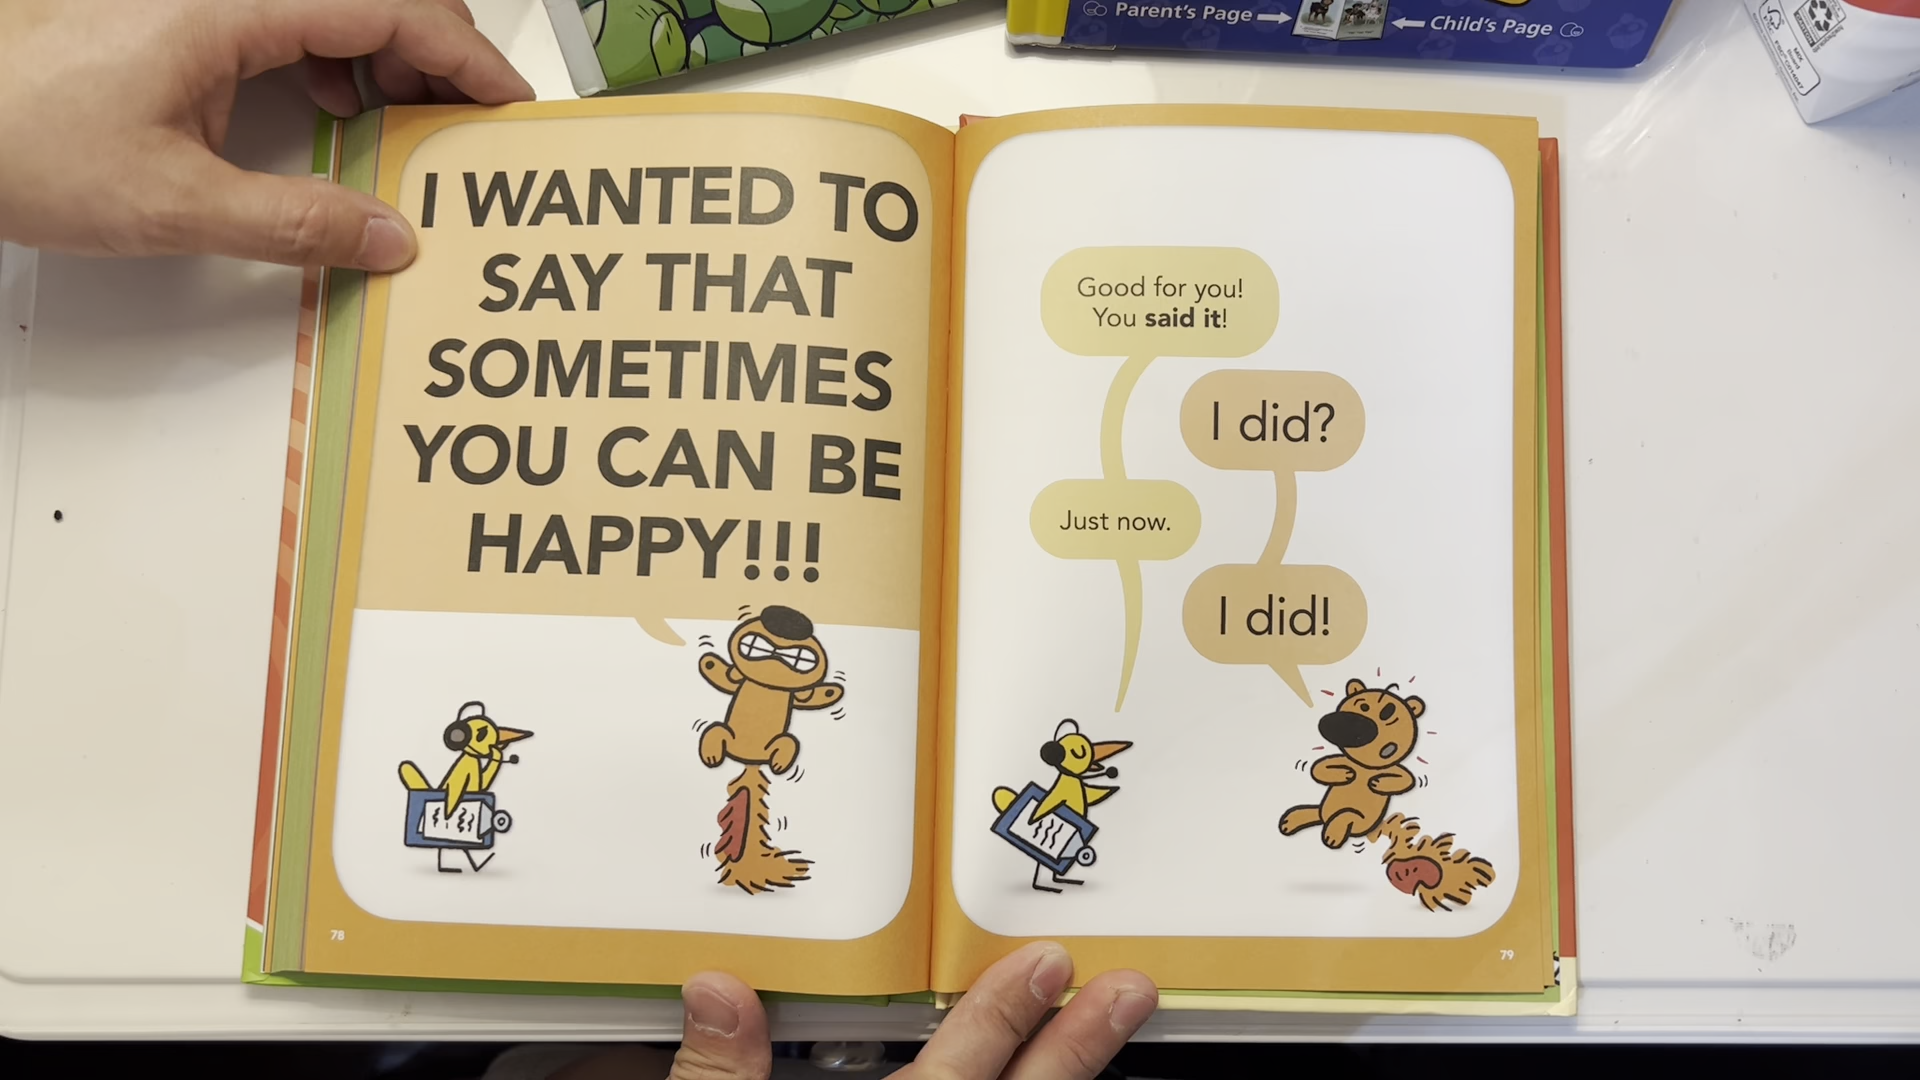 Parent's Page
Child's Page
I WANTED TO
SAY THAT
SOMETIMES
YOU CAN BE
HAPPY!!!
78
Good for you!
You said it!
I did?
Just now.
I did!
79